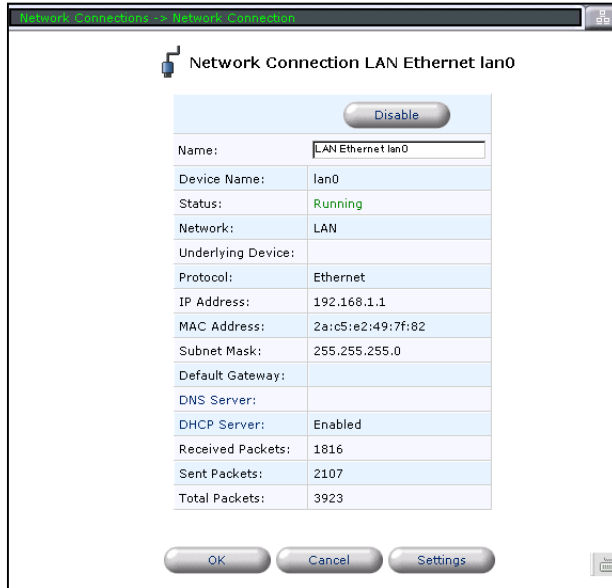 Network Connections -> Network Connection
Network Connection LAN Ethernet lan0
Disable
Name: LAN Ethernet lan0
Device Name: lan0
Status: Running
Network: LAN
Underlying Device:
Protocol: Ethernet
IP Address: 192.168.1.1
MAC Address: 2a:c5:e2:49:7f:82
Subnet Mask: 255.255.255.0
Default Gateway:
DNS Server:
DHCP Server: Enabled
Received Packets: 1816
Sent Packets: 2107
Total Packets: 3923
OK Cancel Settings